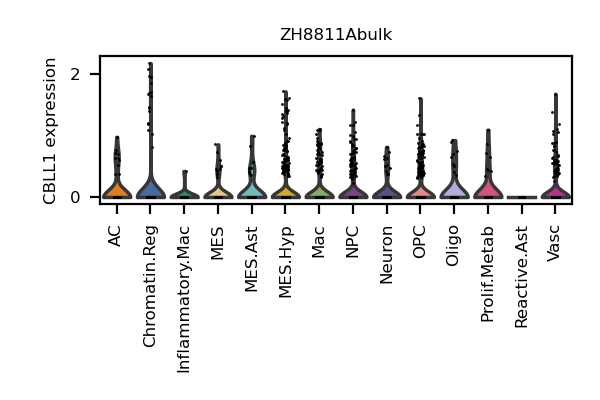 ZH8811Abulk
CBLL1 expression
2
0
AC
Chromatin.Reg
Inflammatory.Mac
MES
MES.Ast
MES.Hyp
Mac
NPC
Neuron
OPC
Oligo
Prolif.Metab
Reactive.Ast
Vasc